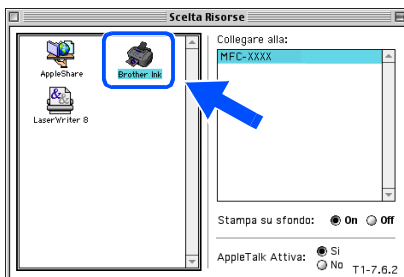 Scelta Risorse
AppleShare
Brother Ink
LaserWriter 8
Collegare alla:
MFC-XXXX
Stampa su sfondo: On Off
AppleTalk Attiva: Si
No
T1-7.6.2